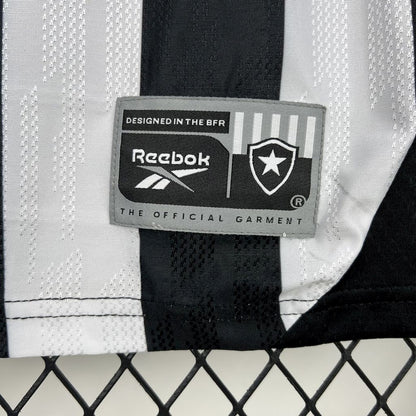 DESIGNED IN THE BFR
Reebok
®
THE OFFICIAL GARMENT